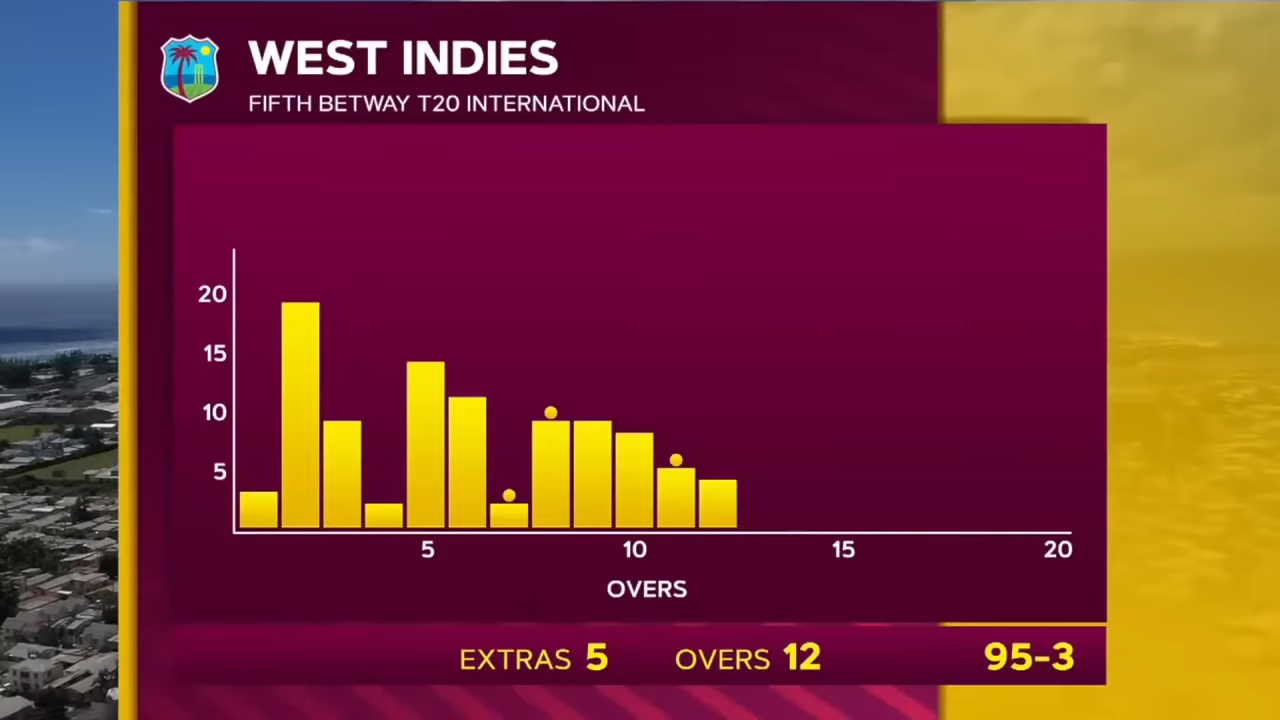 WEST INDIES
FIFTH BETWAY T20 INTERNATIONAL
20
15
10
5
5 10 15 20
OVERS
EXTRAS 5 OVERS 12 95-3